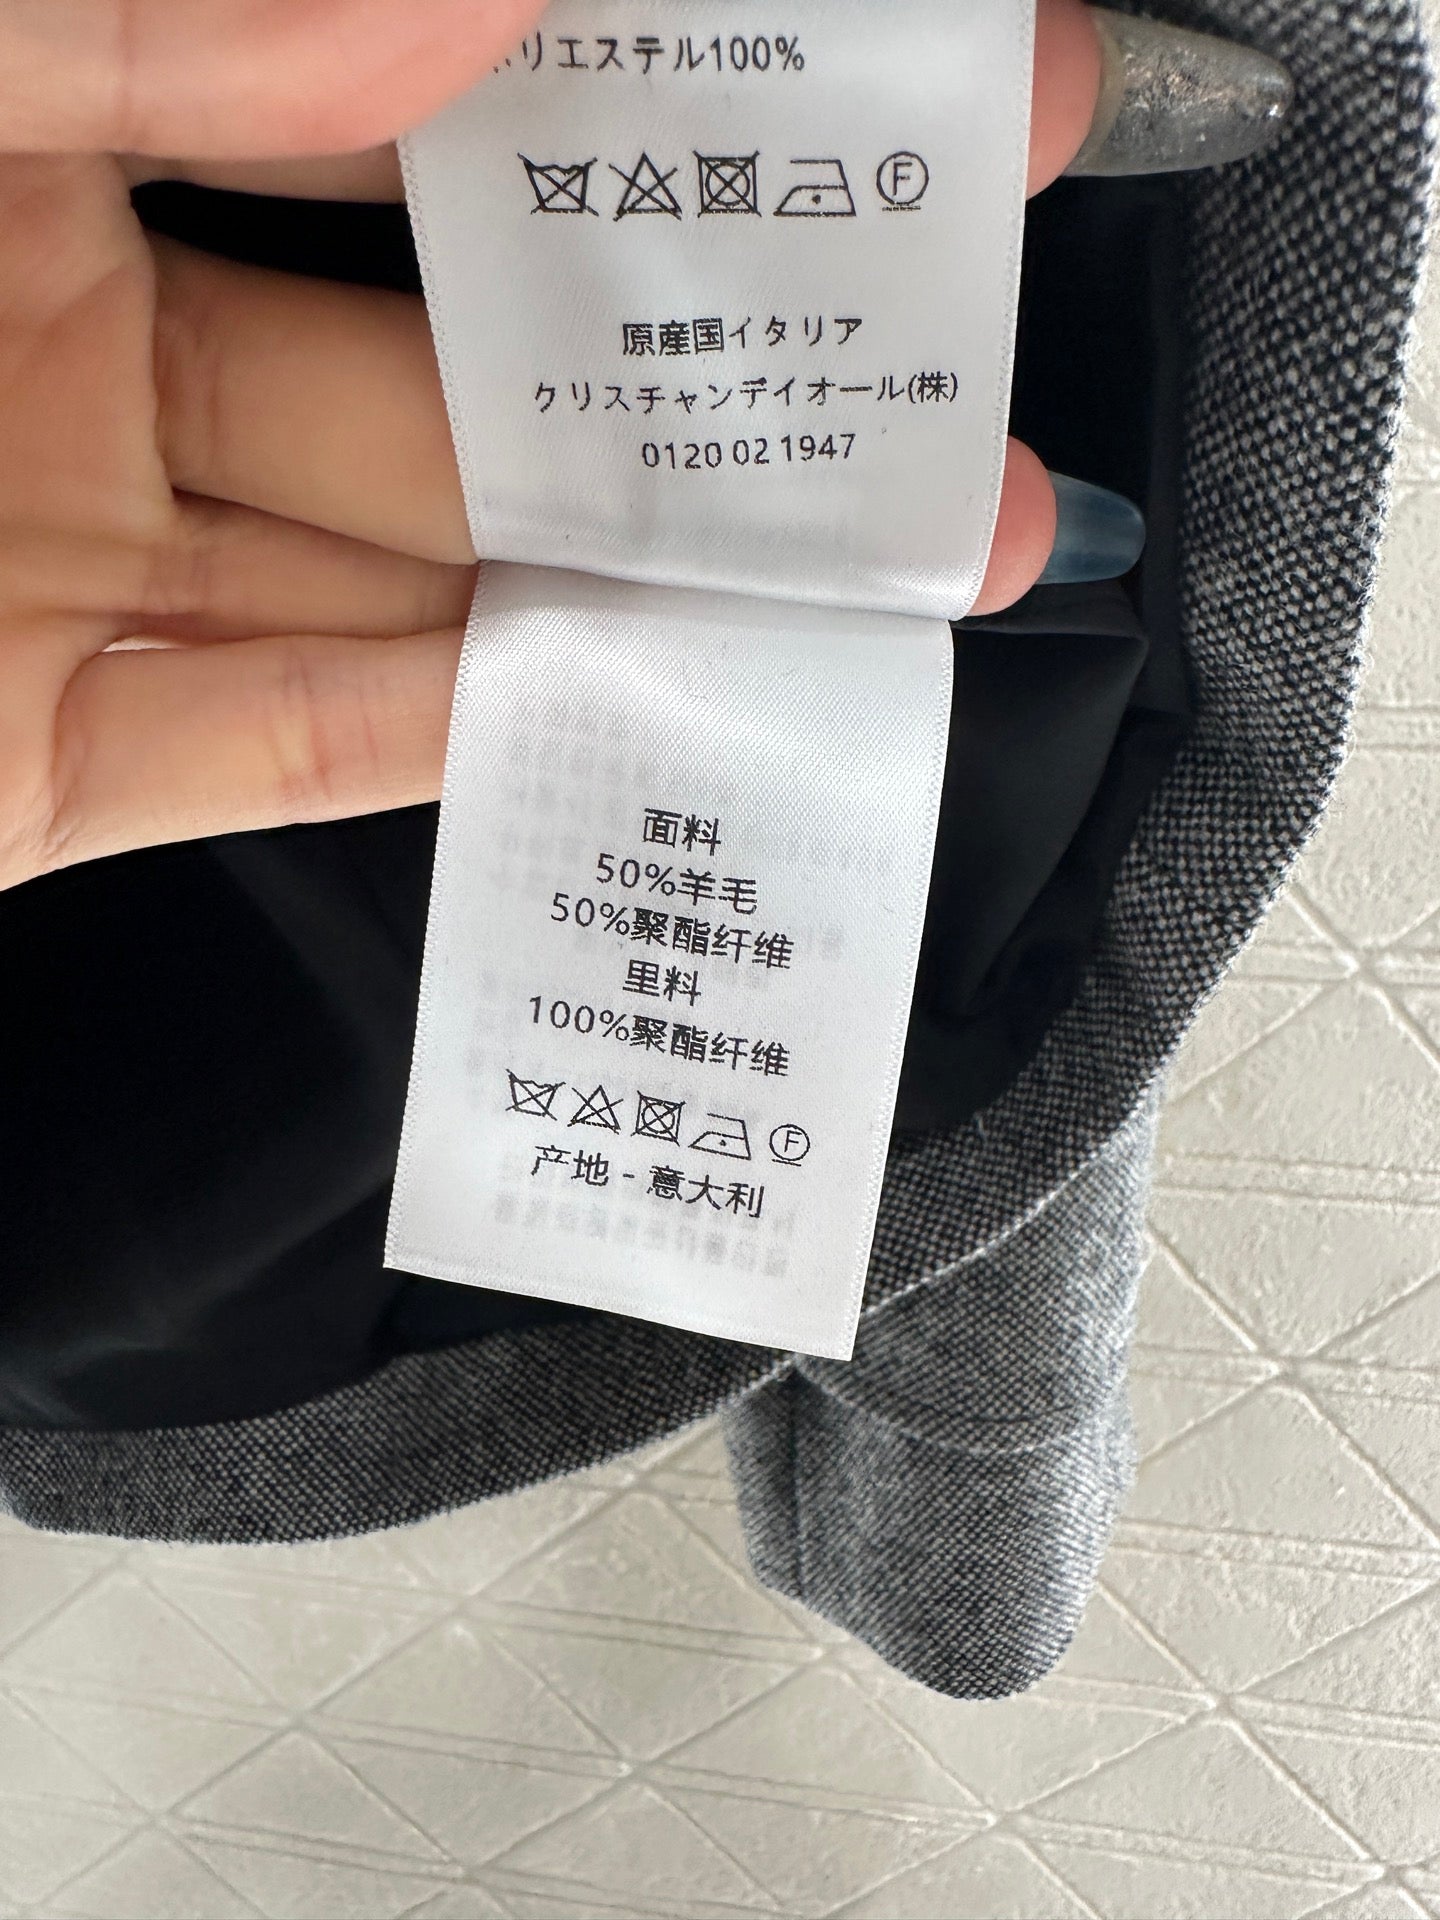 ポリエステル100%
F
原産国イタリア
クリスチャンディオール(株)
0120 02 1947
面料
50%羊毛
50%聚酯纤维
里料
100%聚酯纤维
F
产地 - 意大利